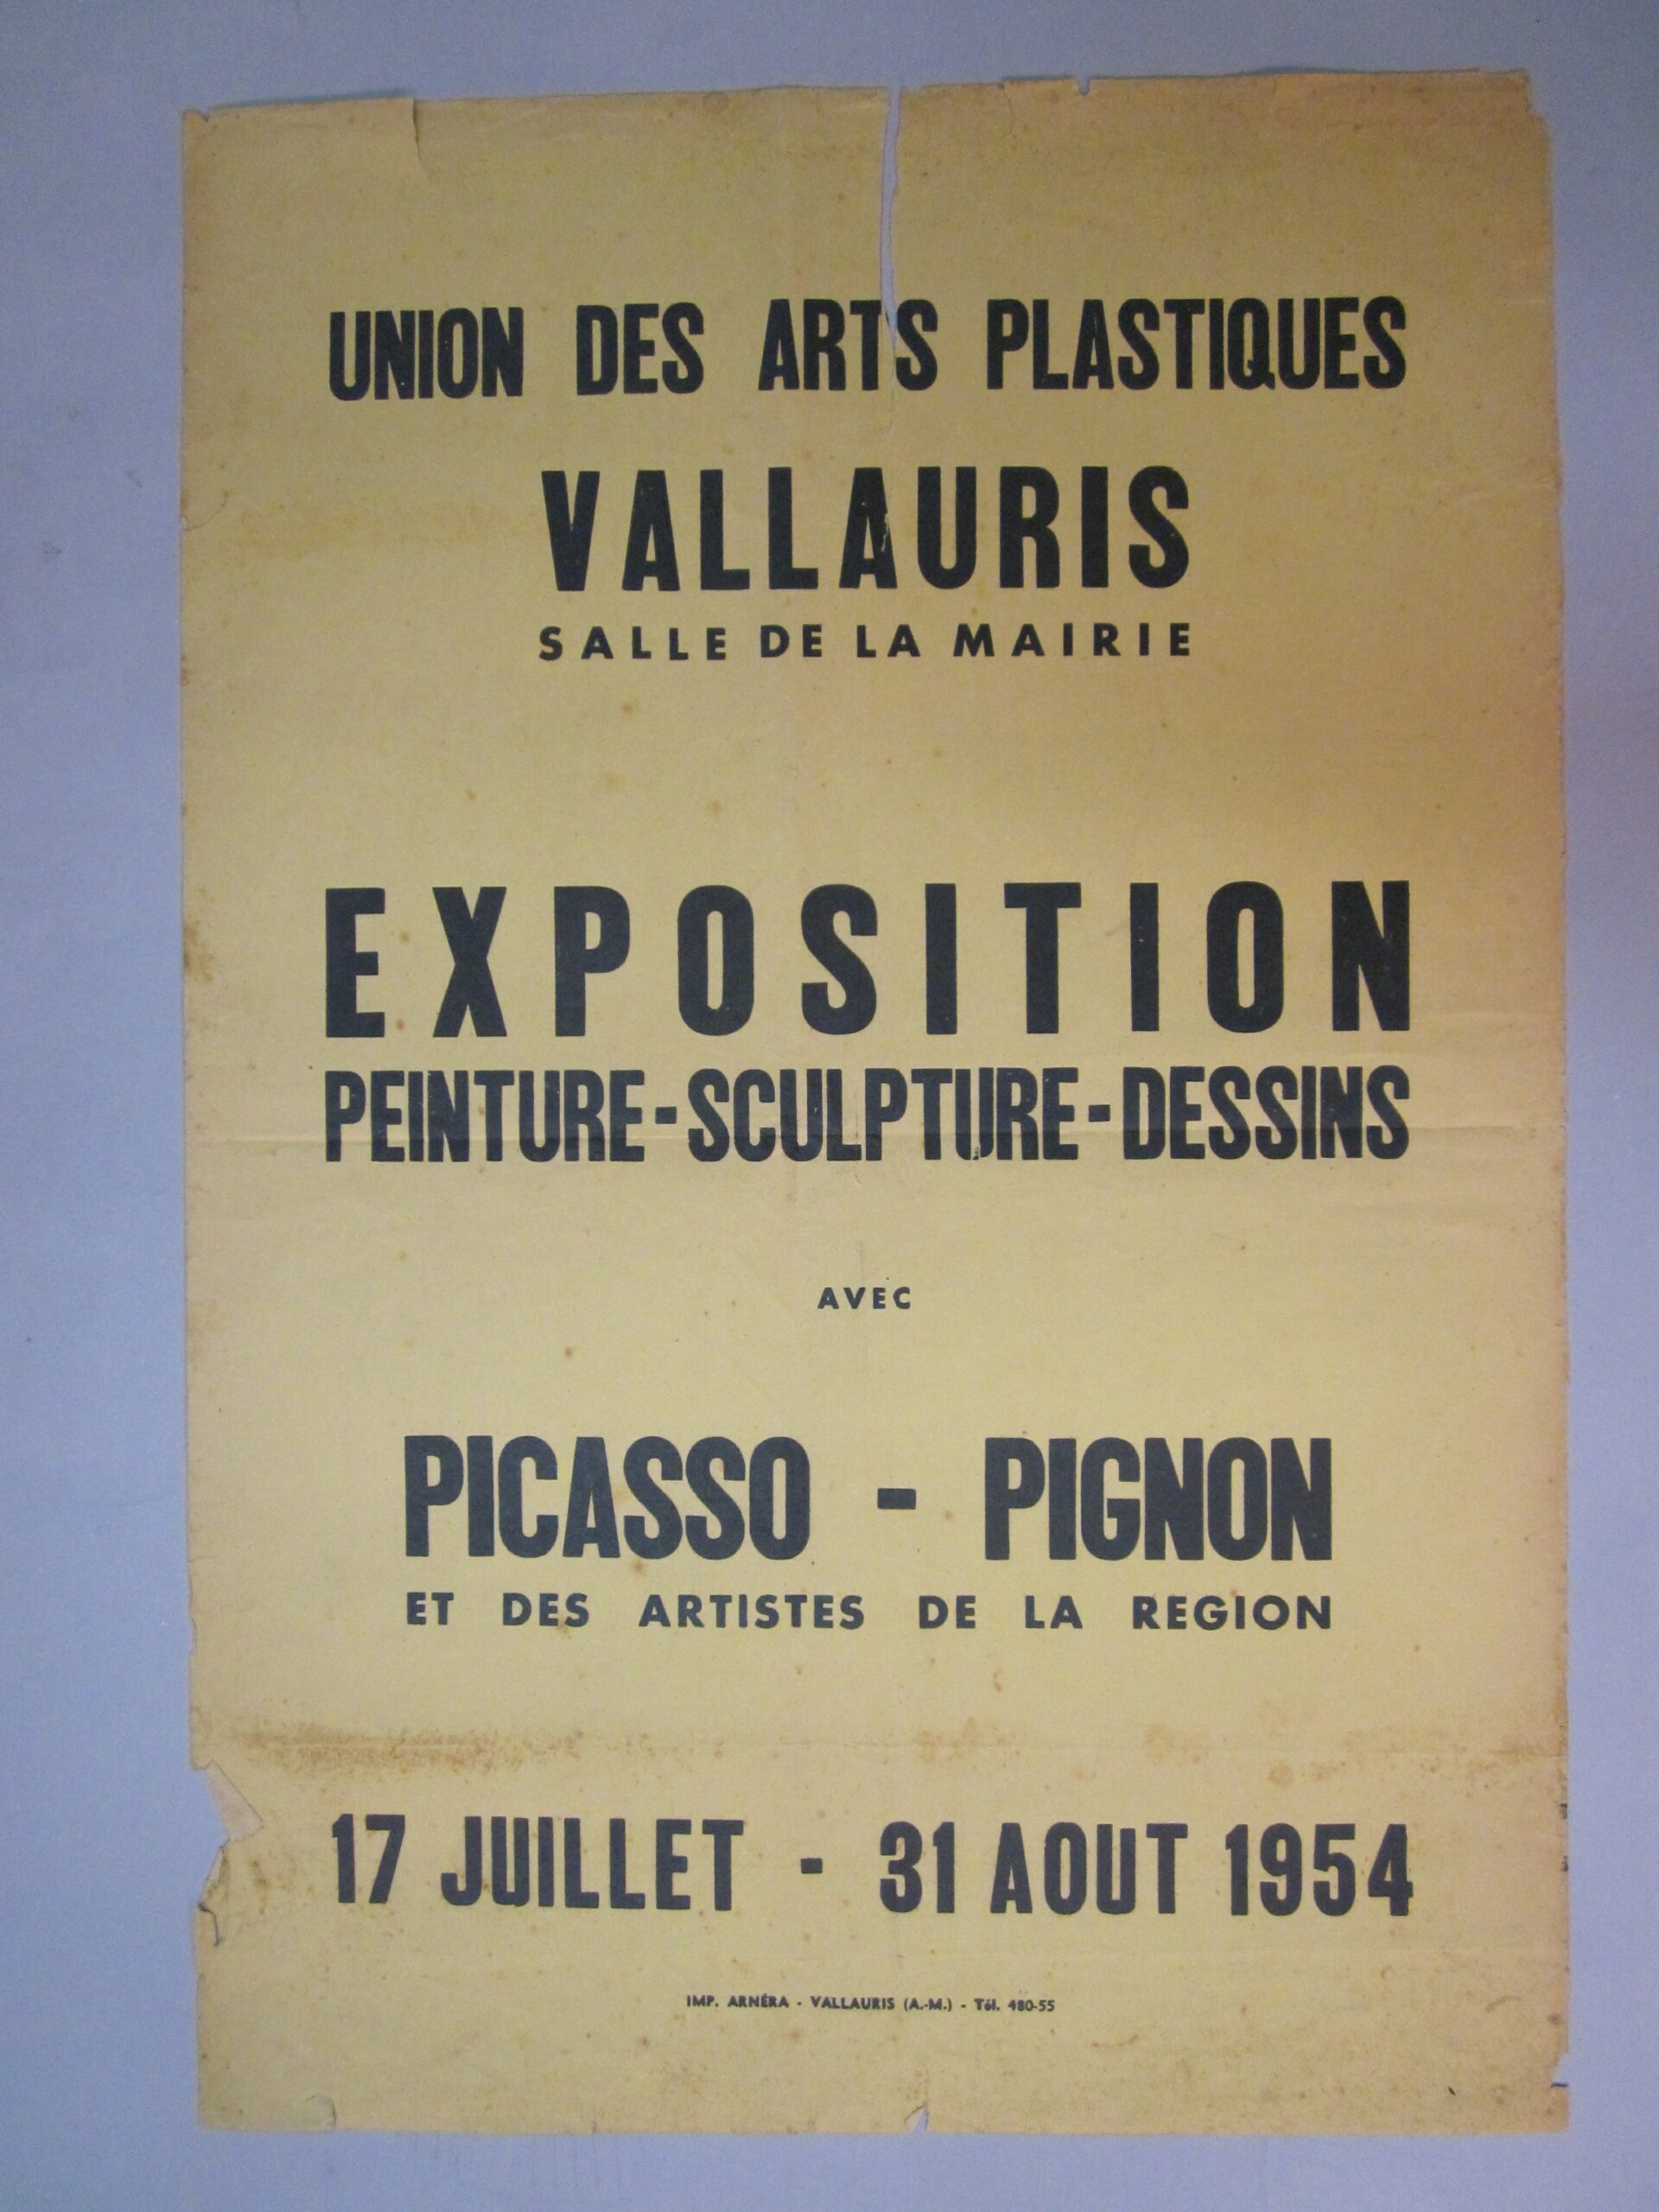 UNION DES ARTS PLASTIQUES
VALLAURIS
SALLE DE LA MAIRIE
EXPOSITION
PEINTURE-SCULPTURE-DESSINS
AVEC
PICASSO - PIGNON
ET DES ARTISTES DE LA REGION
17 JUILLET - 31 AOUT 1954
IMP. ARNÉRA - VALLAURIS (A.-M.) - Tél. 480-55